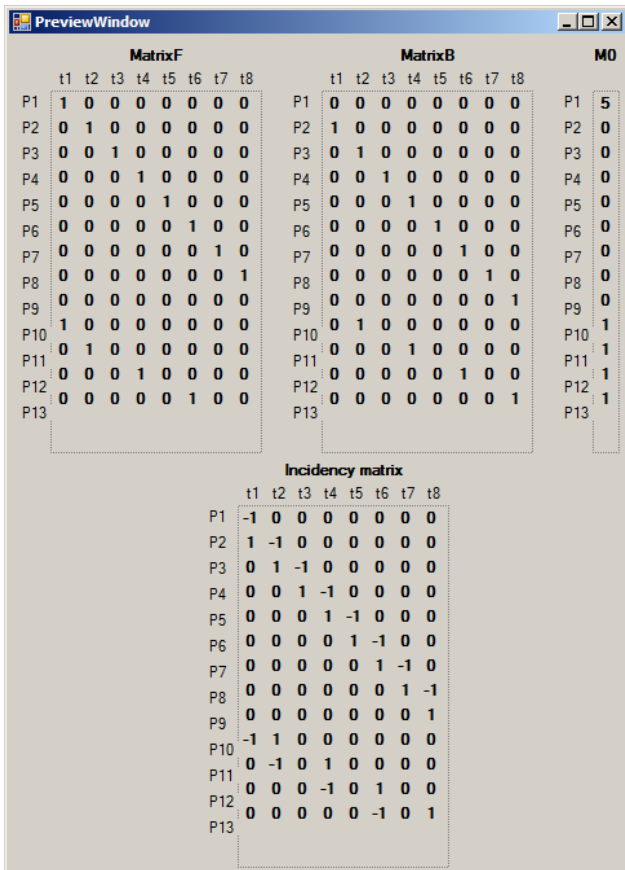 PreviewWindow
MatrixF MatrixB M0
t1 t2 t3 t4 t5 t6 t7 t8 t1 t2 t3 t4 t5 t6 t7 t8
P1 1 0 0 0 0 0 0 0 P1 0 0 0 0 0 0 0 0 P1 5
P2 0 1 0 0 0 0 0 0 P2 1 0 0 0 0 0 0 0 P2 0
P3 0 0 1 0 0 0 0 0 P3 0 1 0 0 0 0 0 0 P3 0
P4 0 0 0 1 0 0 0 0 P4 0 0 1 0 0 0 0 0 P4 0
P5 0 0 0 0 1 0 0 0 P5 0 0 0 1 0 0 0 0 P5 0
P6 0 0 0 0 0 1 0 0 P6 0 0 0 0 1 0 0 0 P6 0
P7 0 0 0 0 0 0 1 0 P7 0 0 0 0 0 1 0 0 P7 0
P8 0 0 0 0 0 0 0 1 P8 0 0 0 0 0 0 1 0 P8 0
P9 0 0 0 0 0 0 0 0 P9 0 0 0 0 0 0 0 1 P9 0
P10 1 0 0 0 0 0 0 0 P10 0 1 0 0 0 0 0 0 P10 1
P11 0 1 0 0 0 0 0 0 P11 0 0 0 1 0 0 0 0 P11 1
P12 0 0 0 1 0 0 0 0 P12 0 0 0 0 0 1 0 0 P12 1
P13 0 0 0 0 0 1 0 0 P13 0 0 0 0 0 0 0 1 P13 1
Incidency matrix
t1 t2 t3 t4 t5 t6 t7 t8
P1 -1 0 0 0 0 0 0 0
P2 1 -1 0 0 0 0 0 0
P3 0 1 -1 0 0 0 0 0
P4 0 0 1 -1 0 0 0 0
P5 0 0 0 1 -1 0 0 0
P6 0 0 0 0 1 -1 0 0
P7 0 0 0 0 0 1 -1 0
P8 0 0 0 0 0 0 1 -1
P9 0 0 0 0 0 0 0 1
P10 -1 1 0 0 0 0 0 0
P11 0 -1 0 1 0 0 0 0
P12 0 0 0 -1 0 1 0 0
P13 0 0 0 0 0 -1 0 1